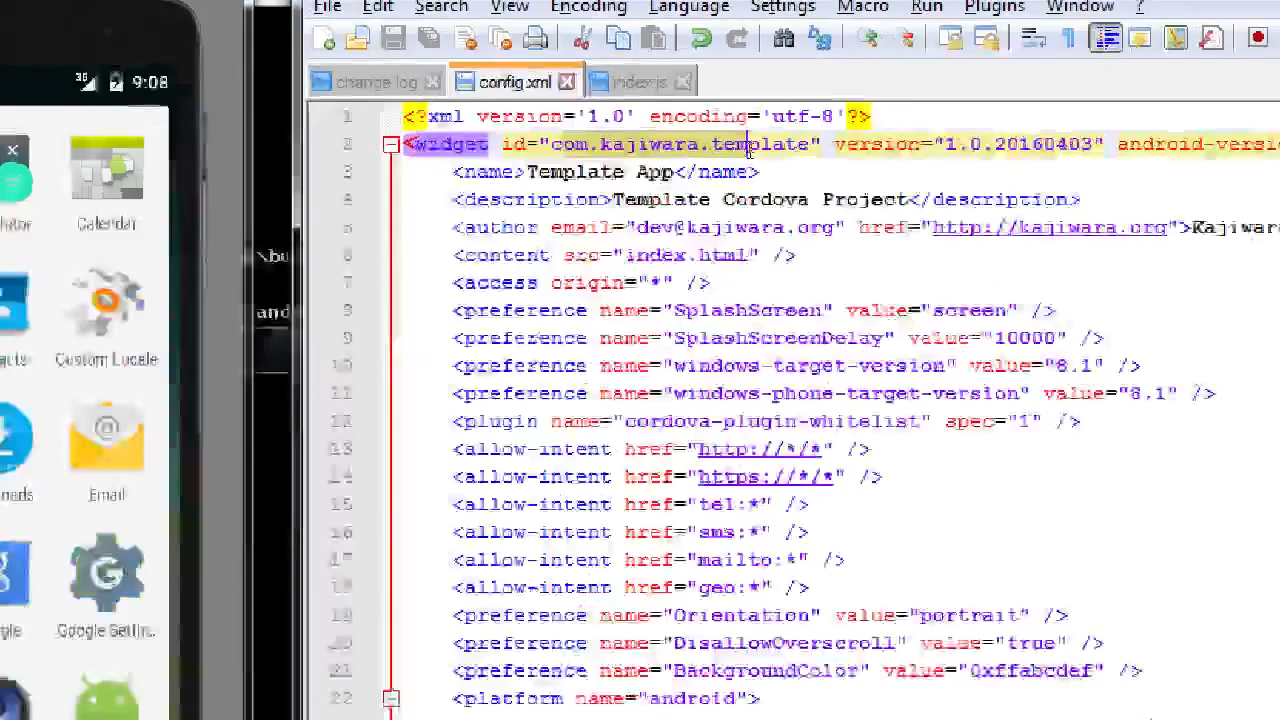 File Edit Search View Encoding Language Settings Macro Run Plugins Window ?
9:08
change log config.xml index.js
1 <?xml version='1.0' encoding='utf-8'?>
2 <widget id="com.kajiwara.template" version="1.0.20160403"
3 <name>Template App</name>
4 <description>Template Cordova Project</description>
5 <author email="dev@kajiwara.org" href="http://kajiwara.org">
6 <content src="index.html" />
7 <access origin="*" />
8 <preference name="SplashScreen" value="screen" />
9 <preference name="SplashScreenDelay" value="10000" />
10 <preference name="windows-target-version" value="8.1" />
11 <preference name="windows-phone-target-version" value="8.1" />
12 <plugin name="cordova-plugin-whitelist" spec="1" />
13 <allow-intent href="http://*/*" />
14 <allow-intent href="https://*/*" />
15 <allow-intent href="tel:*" />
16 <allow-intent href="sms:*" />
17 <allow-intent href="mailto:*" />
18 <allow-intent href="geo:*" />
19 <preference name="Orientation" value="portrait" />
20 <preference name="DisallowOverscroll" value="true" />
21 <preference name="BackgroundColor" value="0xffabcdef" />
22 <platform name="android">
Calendar
Custom Locale
Email
Google Settin...